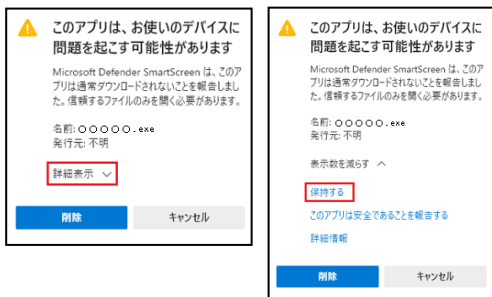 このアプリは、お使いのデバイスに
問題を起こす可能性があります
Microsoft Defender SmartScreen は、このア
プリは通常ダウンロードされないことを報告しまし
た。信頼するファイルのみを開く必要があります。
名前: ○○○○○.exe
発行元: 不明
詳細表示
削除
キャンセル
このアプリは、お使いのデバイスに
問題を起こす可能性があります
Microsoft Defender SmartScreen は、このア
プリは通常ダウンロードされないことを報告しまし
た。信頼するファイルのみを開く必要があります。
名前: ○○○○○.exe
発行元: 不明
表示数を減らす
保持する
このアプリは安全であることを報告する
詳細情報
削除
キャンセル